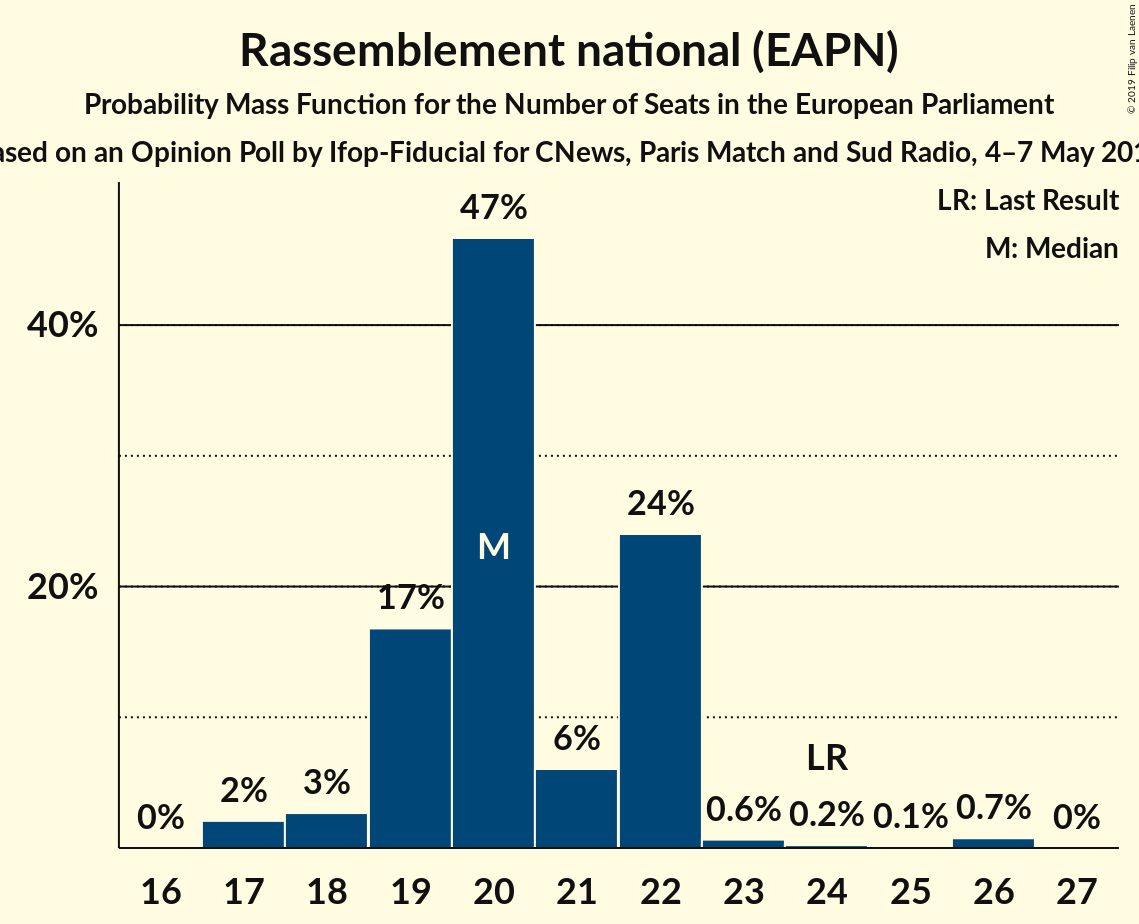 Rassemblement national (EAPN)
Probability Mass Function for the Number of Seats in the European Parliament
on an Opinion Poll by Ifop-Fiducial for CNews, Paris Match and Sud Radio, 4–7 May
© 2019 Filip van Laenen
LR: Last Result
M: Median
47%
40%
24%
M
20%
17%
6%
LR
3%
2%
0%
0.6%
0.2%
0.1%
0.7%
0%
16 17 18 19 20 21 22 23 24 25 26 27